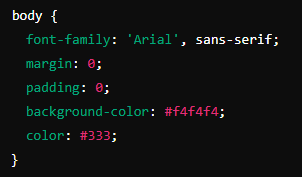 body {
  font-family: 'Arial', sans-serif;
  margin: 0;
  padding: 0;
  background-color: #f4f4f4;
  color: #333;
}